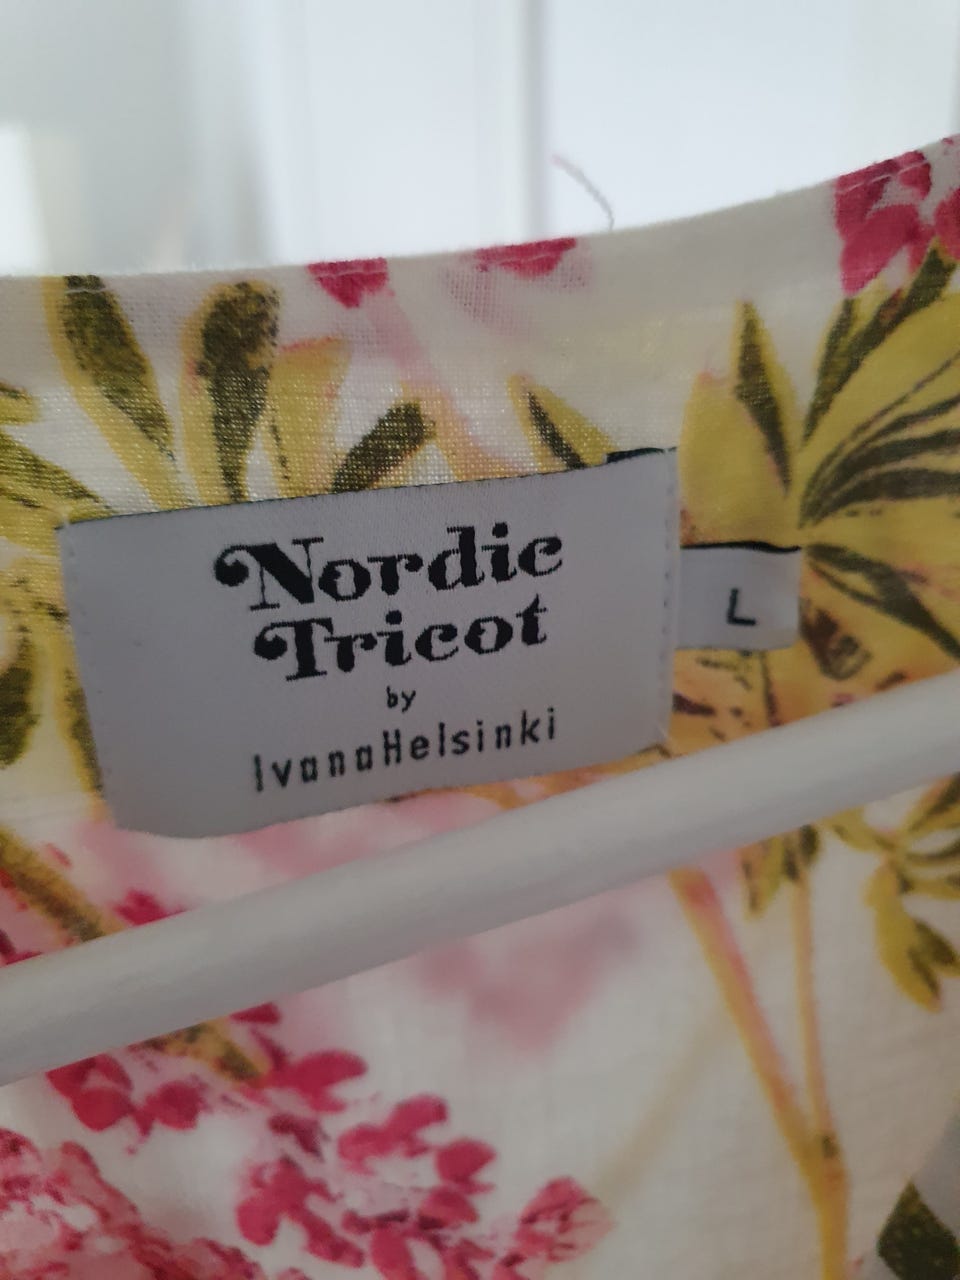 Nordic
Tricot
by
IvanaHelsinki
L